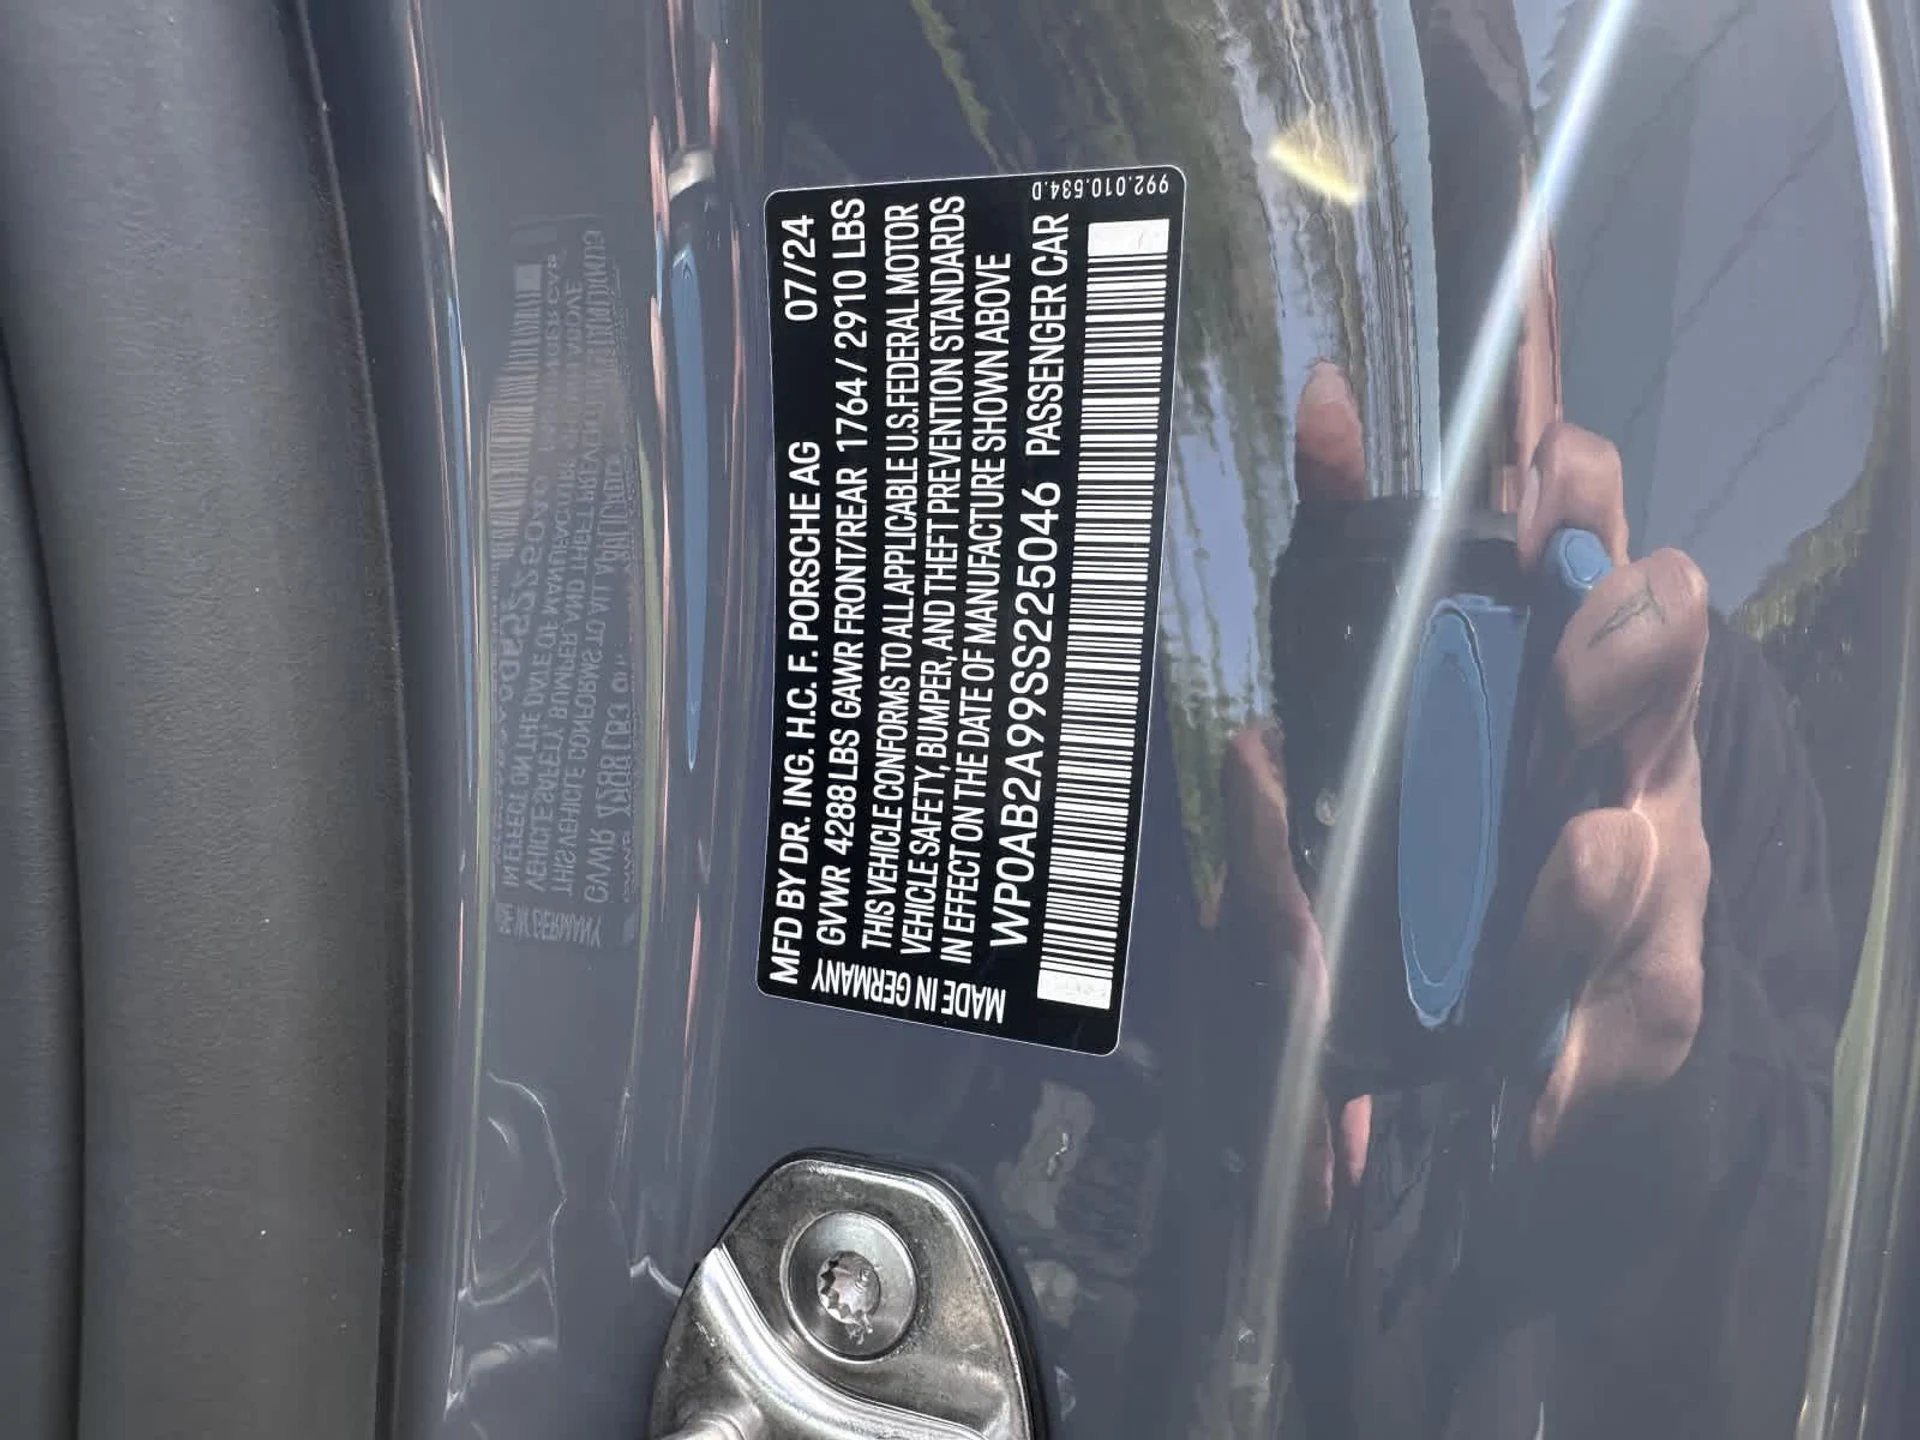 MFD BY DR. ING. H.C. F. PORSCHE AG 07/24
GVWR 4288 LBS GAWR FRONT/REAR 1764 / 2910 LBS
THIS VEHICLE CONFORMS TO ALL APPLICABLE U.S. FEDERAL MOTOR
VEHICLE SAFETY, BUMPER, AND THEFT PREVENTION STANDARDS
IN EFFECT ON THE DATE OF MANUFACTURE SHOWN ABOVE
WP0AB2A99SS225046 PASSENGER CAR
MADE IN GERMANY
992.010.534.D